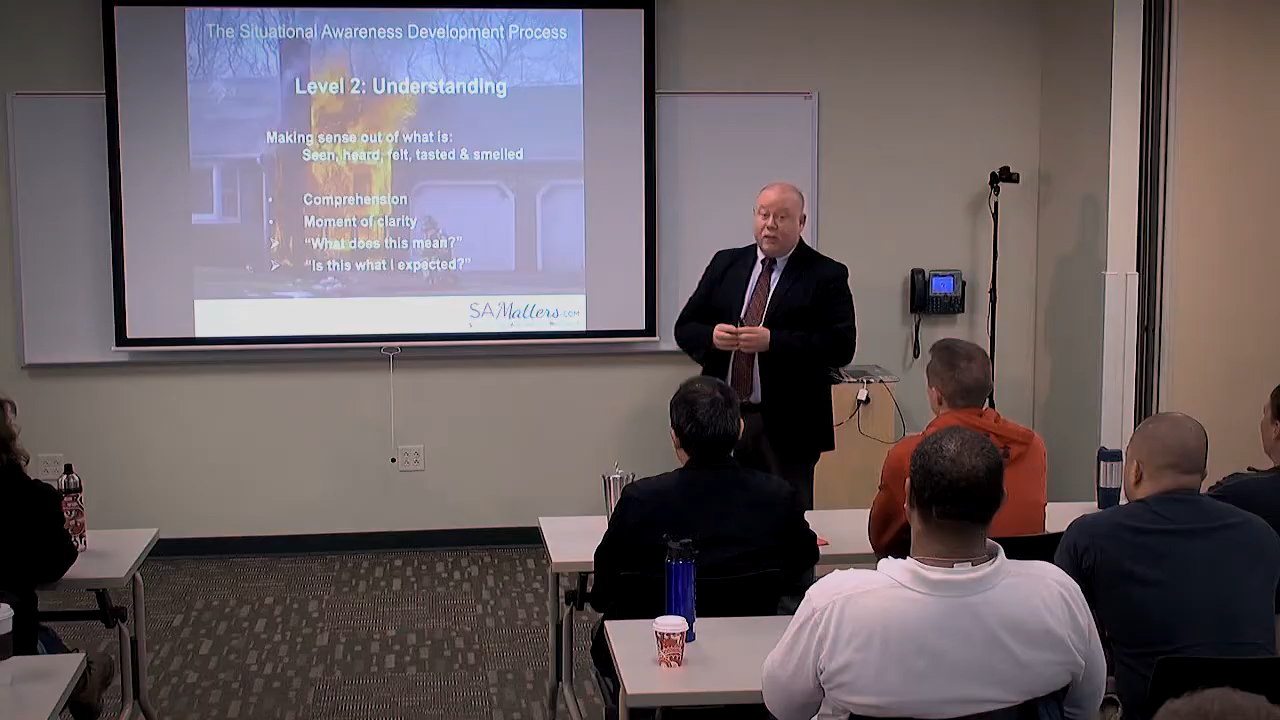 The Situational Awareness Development Process
Level 2: Understanding
Making sense out of what is:
Seen, heard, felt, tasted & smelled
Comprehension
Moment of clarity
"What does this mean?"
"Is this what I expected?"
SAMatters.COM